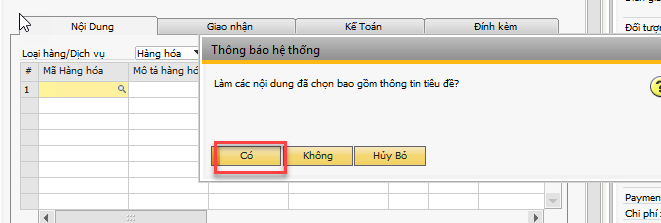 Nội Dung
Giao nhận
Kế Toán
Đính kèm
Loại hàng/Dịch vụ
Hàng hóa
#
Mã Hàng hóa
Mô tả hàng hó
1
Thông báo hệ thống
Làm các nội dung đã chọn bao gồm thông tin tiêu đề?
?
Có
Không
Hủy Bỏ
Đối tượn
Paymen
Chi phí